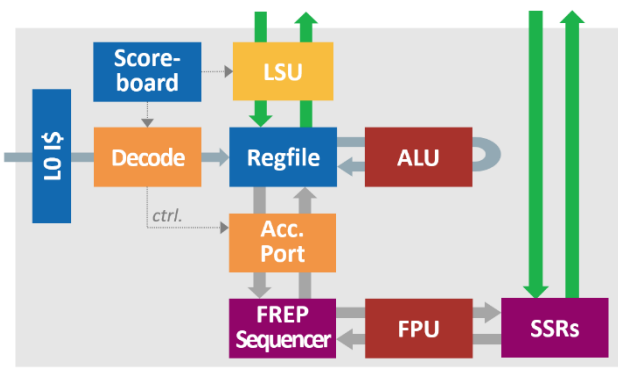 Score-
board
LSU
L0 I$
Decode
Regfile
ALU
ctrl.
Acc.
Port
FREP
Sequencer
FPU
SSRs